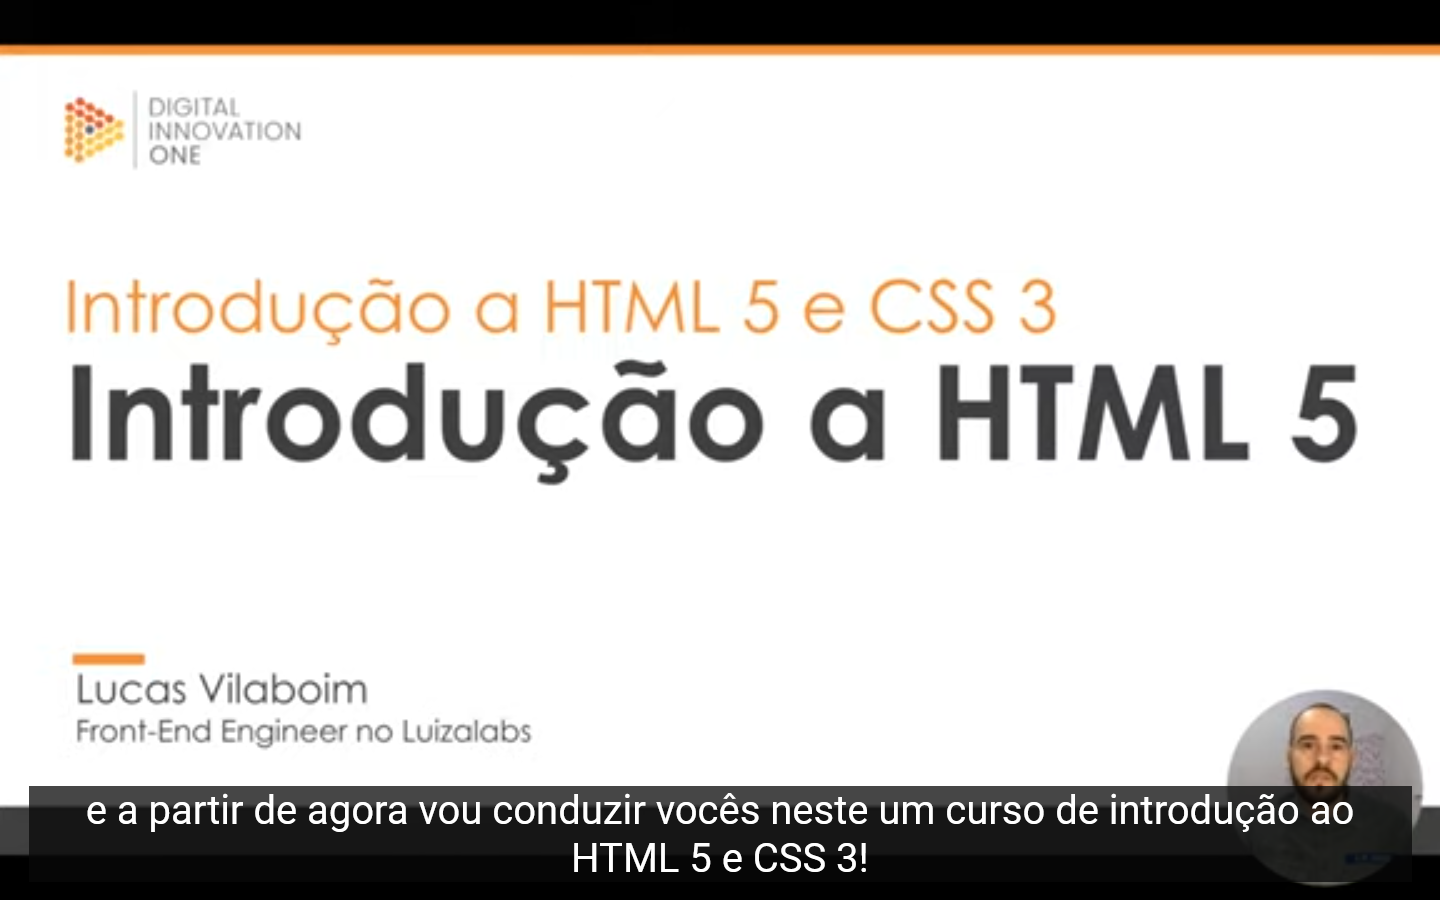 DIGITAL
INNOVATION
ONE
Introdução a HTML 5 e CSS 3
Introdução a HTML 5
Lucas Vilaboim
Front-End Engineer no Luizalabs
e a partir de agora vou conduzir vocês neste um curso de introdução ao
HTML 5 e CSS 3!